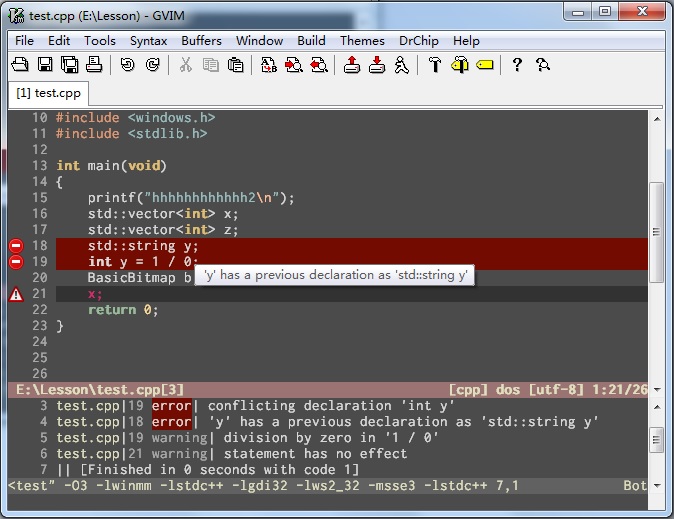 test.cpp (E:\Lesson) - GVIM
File Edit Tools Syntax Buffers Window Build Themes DrChip Help
[1] test.cpp
10 #include <windows.h>
11 #include <stdlib.h>
12
13 int main(void)
14 {
15 printf("hhhhhhhhhhhh2\n");
16 std::vector<int> x;
17 std::vector<int> z;
18 std::string y;
19 int y = 1 / 0;
20 BasicBitmap b
'y' has a previous declaration as 'std::string y'
21 x;
22 return 0;
23 }
24
25
26
E:\Lesson\test.cpp[3] [cpp] dos [utf-8] 1:21/26
3 test.cpp|19 error| conflicting declaration 'int y'
4 test.cpp|18 error| 'y' has a previous declaration as 'std::string y'
5 test.cpp|19 warning| division by zero in '1 / 0'
6 test.cpp|21 warning| statement has no effect
7 || [Finished in 0 seconds with code 1]
<test" -O3 -lwinmm -lstdc++ -lgdi32 -lws2_32 -msse3 -lstdc++ 7,1 Bot